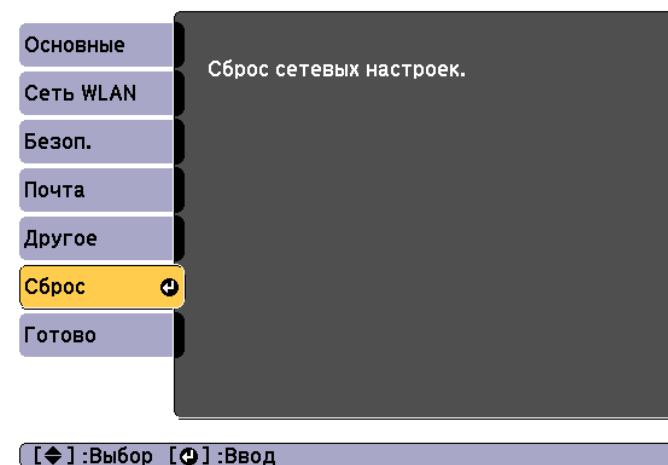 Основные
Сеть WLAN
Безоп.
Почта
Другое
Сброс
Готово
Сброс сетевых настроек.
[◆]:Выбор [⏎]:Ввод